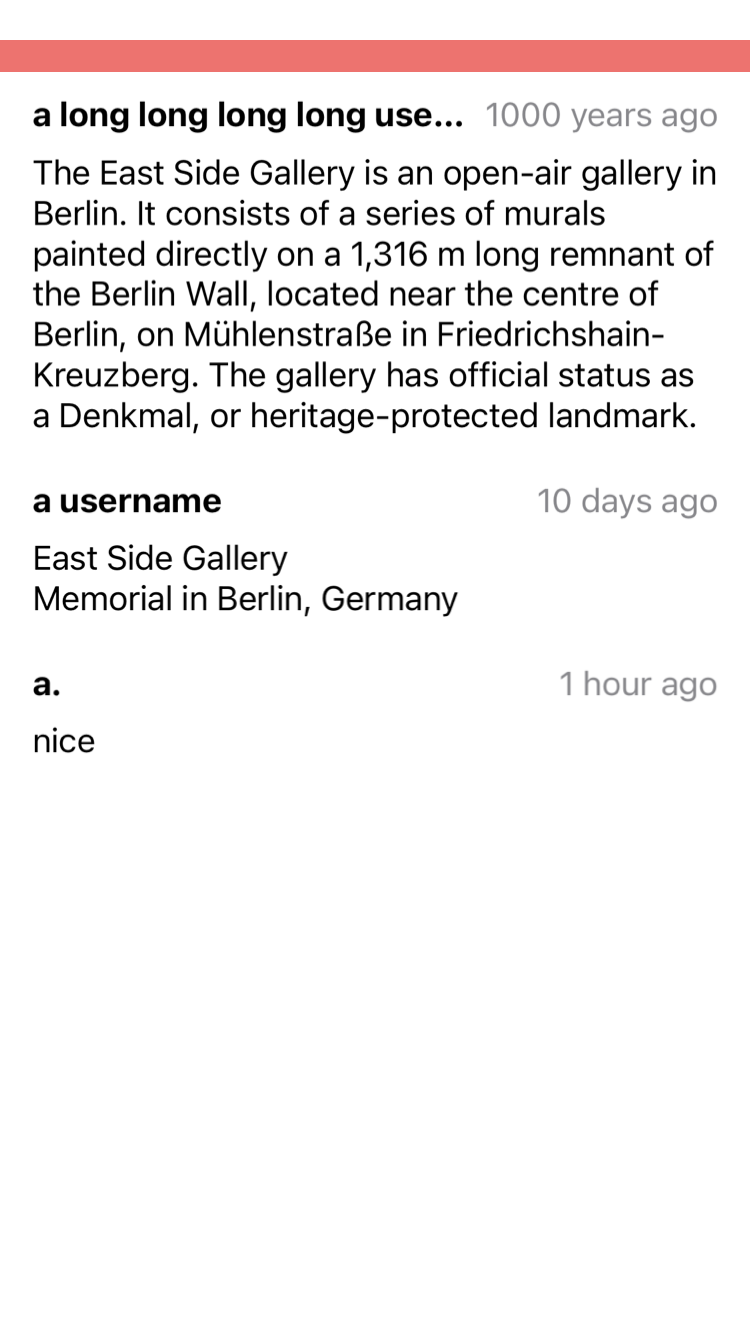 a long long long long use... 1000 years ago
The East Side Gallery is an open-air gallery in
Berlin. It consists of a series of murals
painted directly on a 1,316 m long remnant of
the Berlin Wall, located near the centre of
Berlin, on Mühlenstraße in Friedrichshain-
Kreuzberg. The gallery has official status as
a Denkmal, or heritage-protected landmark.
a username 10 days ago
East Side Gallery
Memorial in Berlin, Germany
a. 1 hour ago
nice